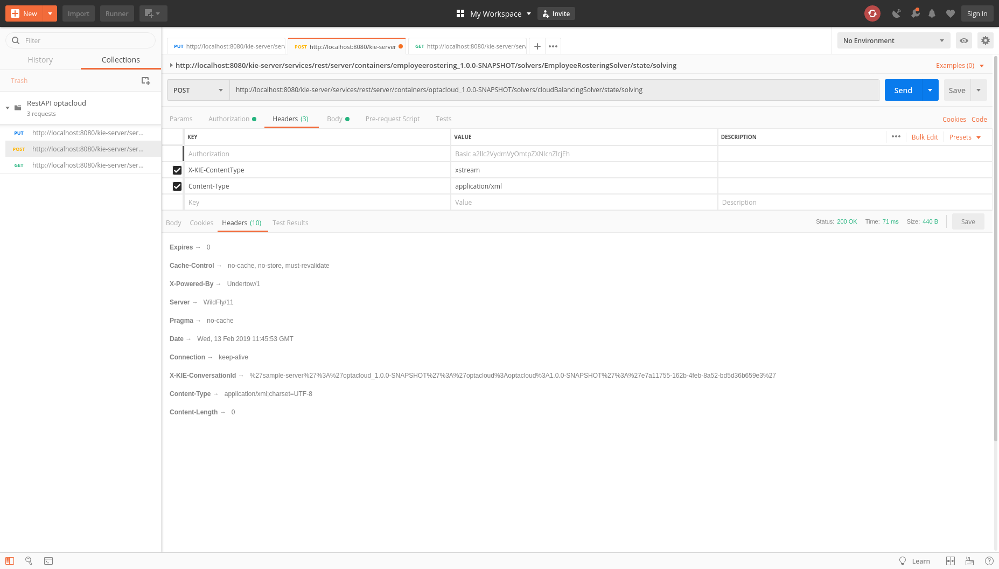 New
Import
Runner
My Workspace
Invite
Sign In
Filter
History
Collections
Trash
RestAPI optacloud
3 requests
PUT http://localhost:8080/kie-server/ser...
POST http://localhost:8080/kie-server/ser...
GET http://localhost:8080/kie-server/ser...
PUT http://localhost:8080/kie-server/serv
POST http://localhost:8080/kie-server
GET http://localhost:8080/kie-server/serv
No Environment
http://localhost:8080/kie-server/services/rest/server/containers/employeerostering_1.0.0-SNAPSHOT/solvers/EmployeeRosteringSolver/state/solving
Examples (0)
POST
http://localhost:8080/kie-server/services/rest/server/containers/optacloud_1.0.0-SNAPSHOT/solvers/cloudBalancingSolver/state/solving
Send
Save
Params Authorization Headers (3) Body Pre-request Script Tests
Cookies Code
KEY VALUE DESCRIPTION
Bulk Edit
Presets
Authorization Basic a2llc2VydmVyOmtpZXNlcnZlcjEh
X-KIE-ContentType xstream
Content-Type application/xml
Key Value Description
Body Cookies Headers (10) Test Results
Status: 200 OK Time: 71 ms Size: 440 B
Save
Expires → 0
Cache-Control → no-cache, no-store, must-revalidate
X-Powered-By → Undertow/1
Server → WildFly/11
Pragma → no-cache
Date → Wed, 13 Feb 2019 11:45:53 GMT
Connection → keep-alive
X-KIE-ConversationId → %27sample-server%27%3A%27optacloud_1.0.0-SNAPSHOT%27%3A%27optacloud%3Aoptacloud%3A1.0.0-SNAPSHOT%27%3A%27e7a11755-162b-4feb-8a52-bd5d36b659e3%27
Content-Type → application/xml;charset=UTF-8
Content-Length → 0
Learn